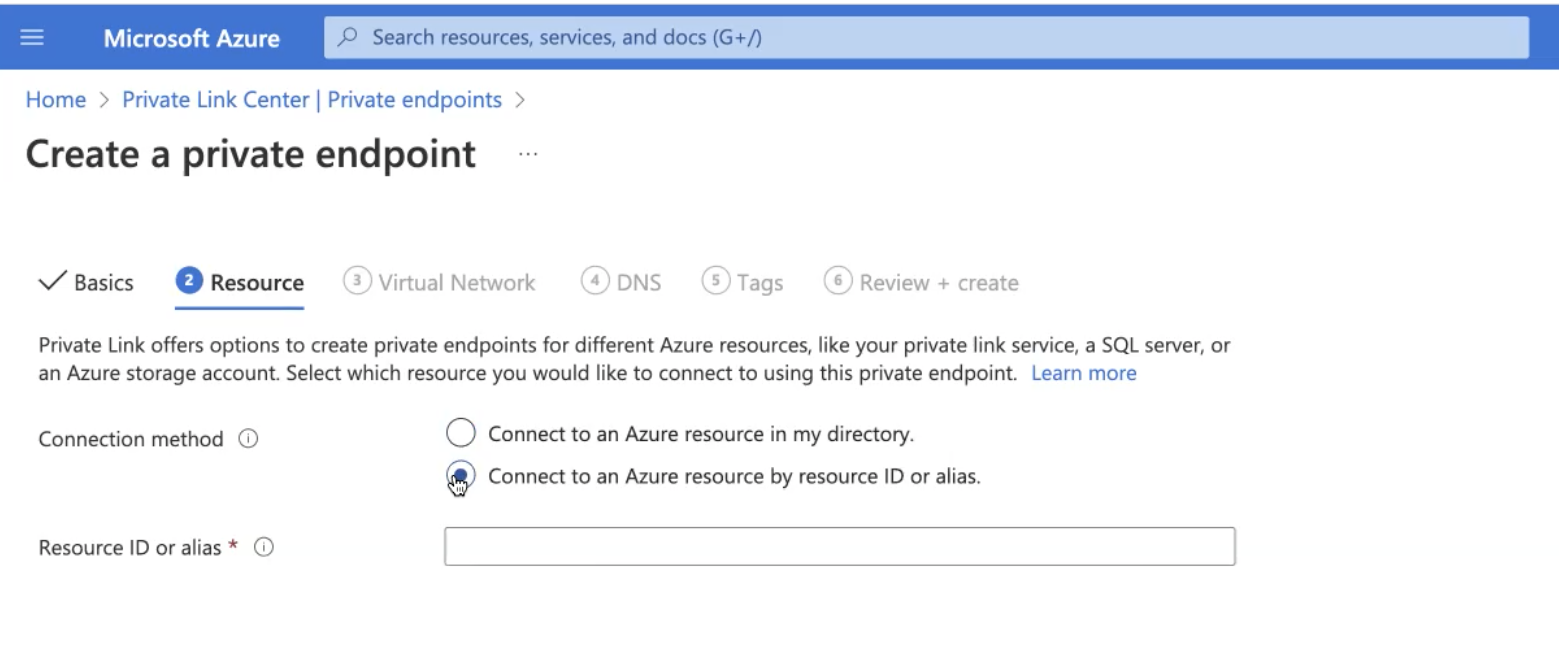 Microsoft Azure Search resources, services, and docs (G+/)
Home > Private Link Center | Private endpoints >
Create a private endpoint ...
Basics 2 Resource 3 Virtual Network 4 DNS 5 Tags 6 Review + create
Private Link offers options to create private endpoints for different Azure resources, like your private link service, a SQL server, or
an Azure storage account. Select which resource you would like to connect to using this private endpoint. Learn more
Connection method Connect to an Azure resource in my directory.
Connect to an Azure resource by resource ID or alias.
Resource ID or alias *